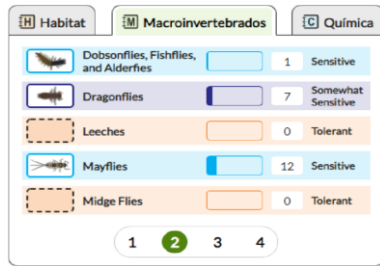 H Habitat
M Macroinvertebrados
C Química
Dobsonflies, Fishflies,
and Alderfies
1
Sensitive
Dragonflies
7
Somewhat
Sensitive
Leeches
0
Tolerant
Mayflies
12
Sensitive
Midge Flies
0
Tolerant
1 2 3 4